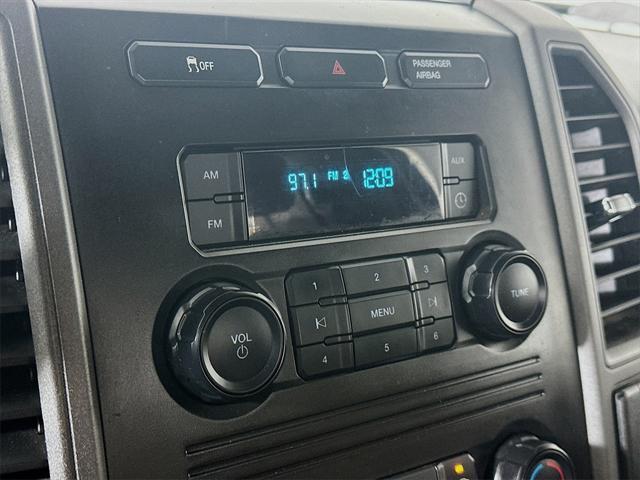 OFF
PASSENGER
AIRBAG
AM
97.1 FM 2 12:09
AUX
FM
1 2 3
MENU
4 5 6
VOL
TUNE